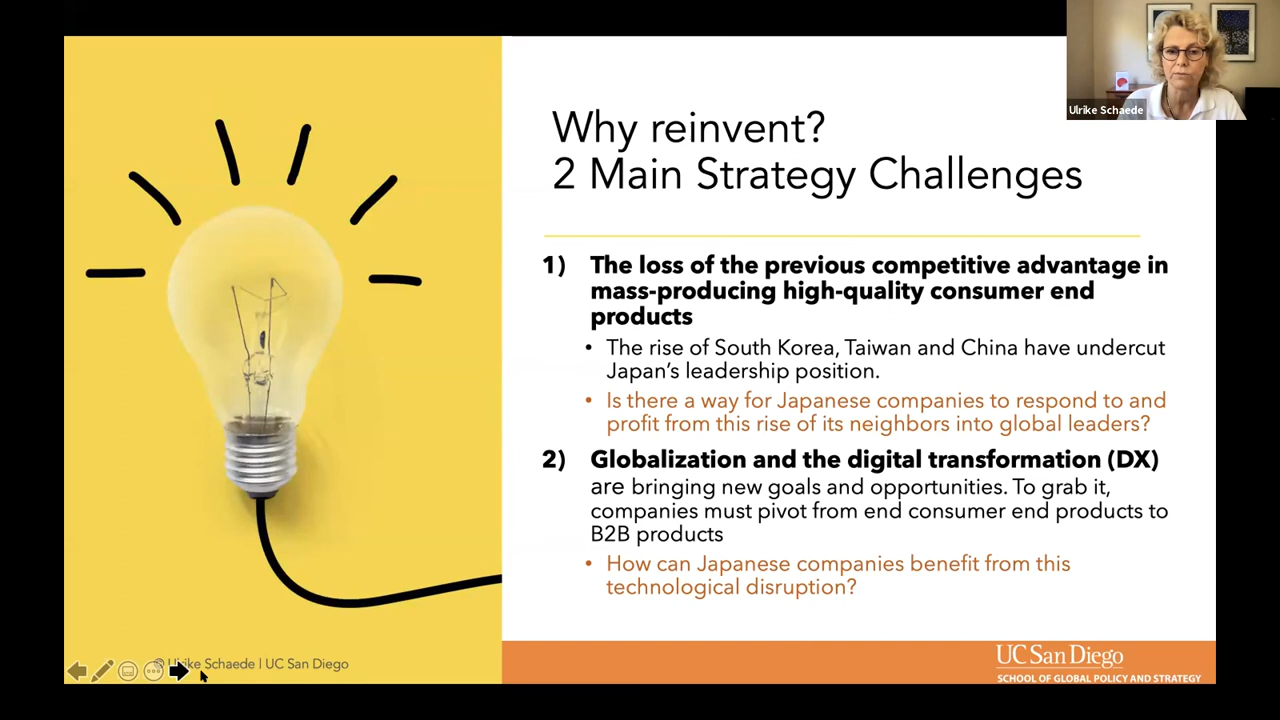 Ulrike Schaede
Why reinvent?
2 Main Strategy Challenges
1) The loss of the previous competitive advantage in
mass-producing high-quality consumer end
products
• The rise of South Korea, Taiwan and China have undercut
Japan's leadership position.
• Is there a way for Japanese companies to respond to and
profit from this rise of its neighbors into global leaders?
2) Globalization and the digital transformation (DX)
are bringing new goals and opportunities. To grab it,
companies must pivot from end consumer end products to
B2B products
• How can Japanese companies benefit from this
technological disruption?
© Ulrike Schaede | UC San Diego
UC San Diego
SCHOOL OF GLOBAL POLICY AND STRATEGY